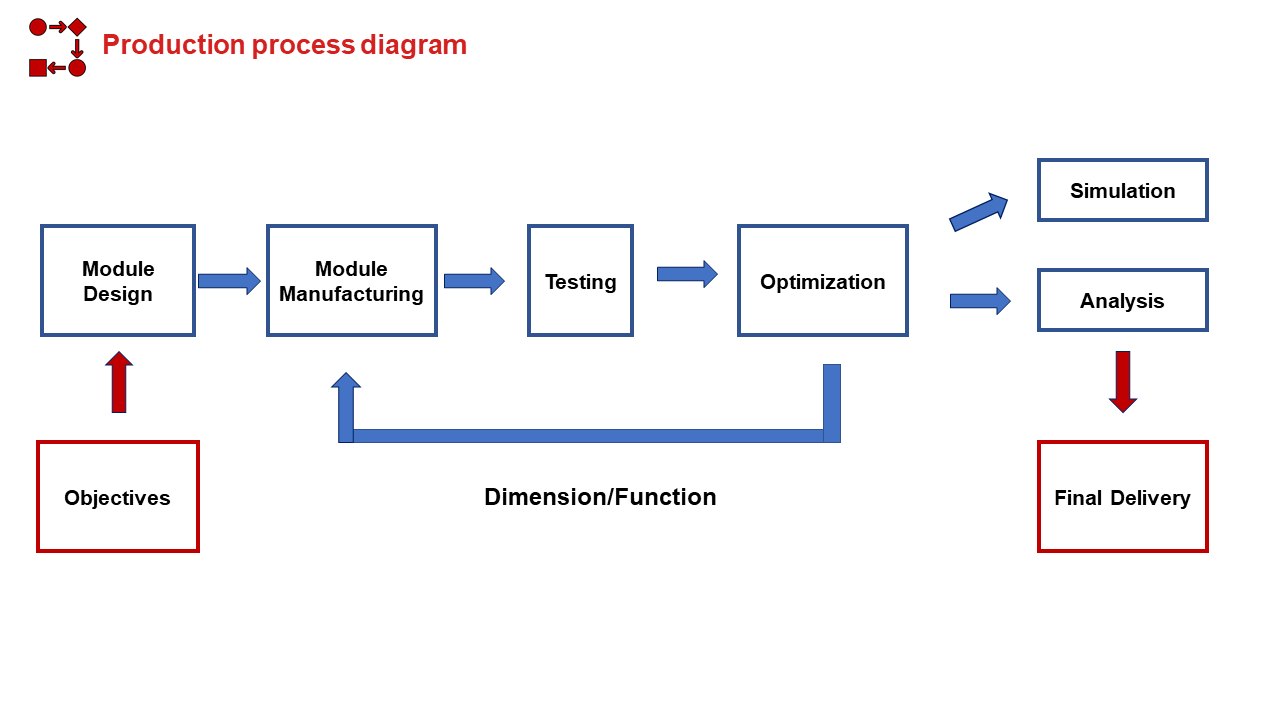 Production process diagram
Simulation
Module
Design
Module
Manufacturing
Testing
Optimization
Analysis
Objectives
Dimension/Function
Final Delivery